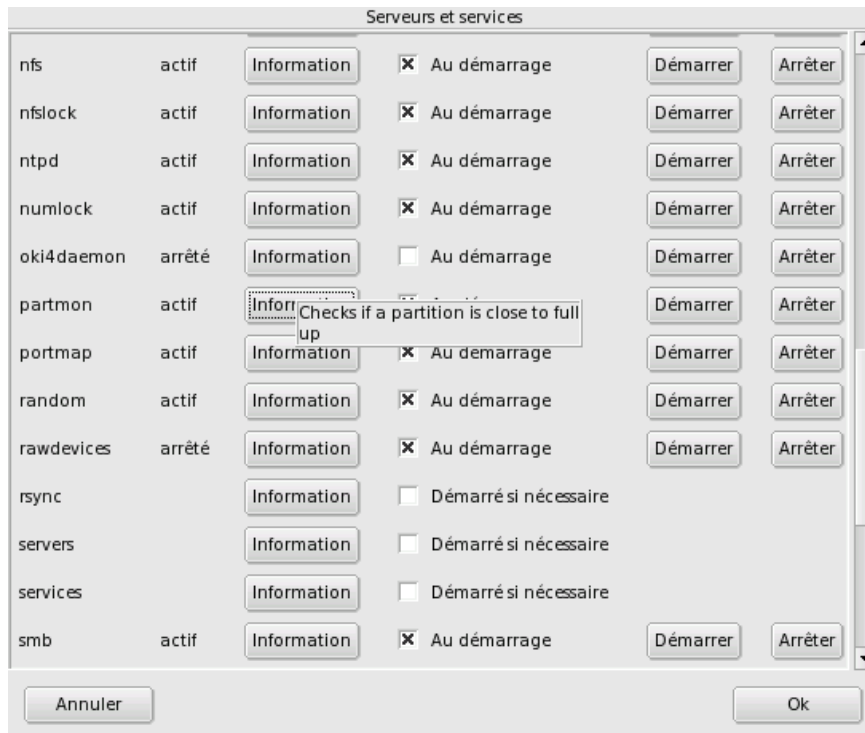 Serveurs et services
nfs actif Information Au démarrage Démarrer Arrêter
nfslock actif Information Au démarrage Démarrer Arrêter
ntpd actif Information Au démarrage Démarrer Arrêter
numlock actif Information Au démarrage Démarrer Arrêter
oki4daemon arrêté Information Au démarrage Démarrer Arrêter
partmon actif Démarrer Arrêter
Checks if a partition is close to full
up
portmap actif Information Au démarrage Démarrer Arrêter
random actif Information Au démarrage Démarrer Arrêter
rawdevices arrêté Information Au démarrage Démarrer Arrêter
rsync Information Démarré si nécessaire
servers Information Démarré si nécessaire
services Information Démarré si nécessaire
smb actif Information Au démarrage Démarrer Arrêter
Annuler Ok